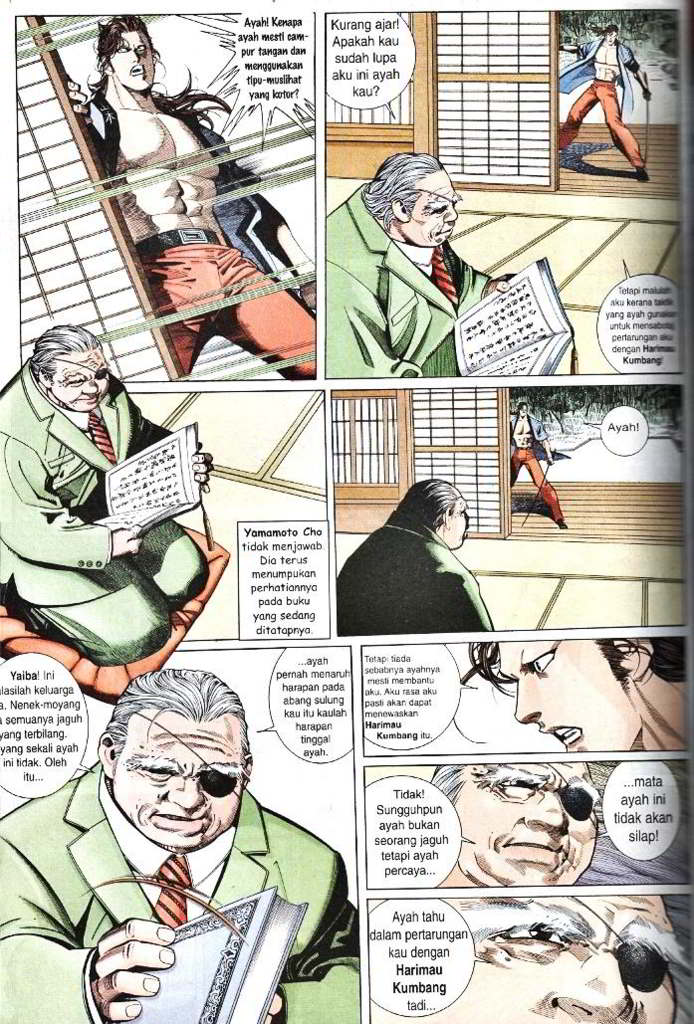 Ayah! Kenapa
ayah mesti cam-
pur tangan dan
menggunakan
tipu-muslihat
yang kotor?
Kurang ajar!
Apakah kau
sudah lupa
aku ini ayah
kau?
Tetapi malulah
aku kerana taktik
yang ayah gunakan
untuk mensabotaj
pertarungan aku
dengan Harimau
Kumbang!
Yamamoto Cho
tidak menjawab.
Dia terus
menumpukan
perhatiannya
pada buku
yang sedang
ditatapnya.
Ayah!
Yaiba! Ini
ialah keluarga
Nenek-moyang
a semuanya jaguh
yang terbilang.
yang sekali ayah
ini tidak. Oleh
itu...
...ayah
pernah menaruh
harapan pada
abang sulung
kau itu kaulah
harapan
tinggal
ayah.
Tetapi tiada
sebabnya ayahnya
mesti membantu
aku. Aku rasa aku
pasti akan dapat
menewaskan
Harimau
Kumbang itu.
Tidak!
Sungguhpun
ayah bukan
seorang jaguh
tetapi ayah
percaya...
...mata
ayah ini
tidak akan
silap!
Ayah tahu
dalam pertarungan
kau dengan
Harimau
Kumbang
tadi...